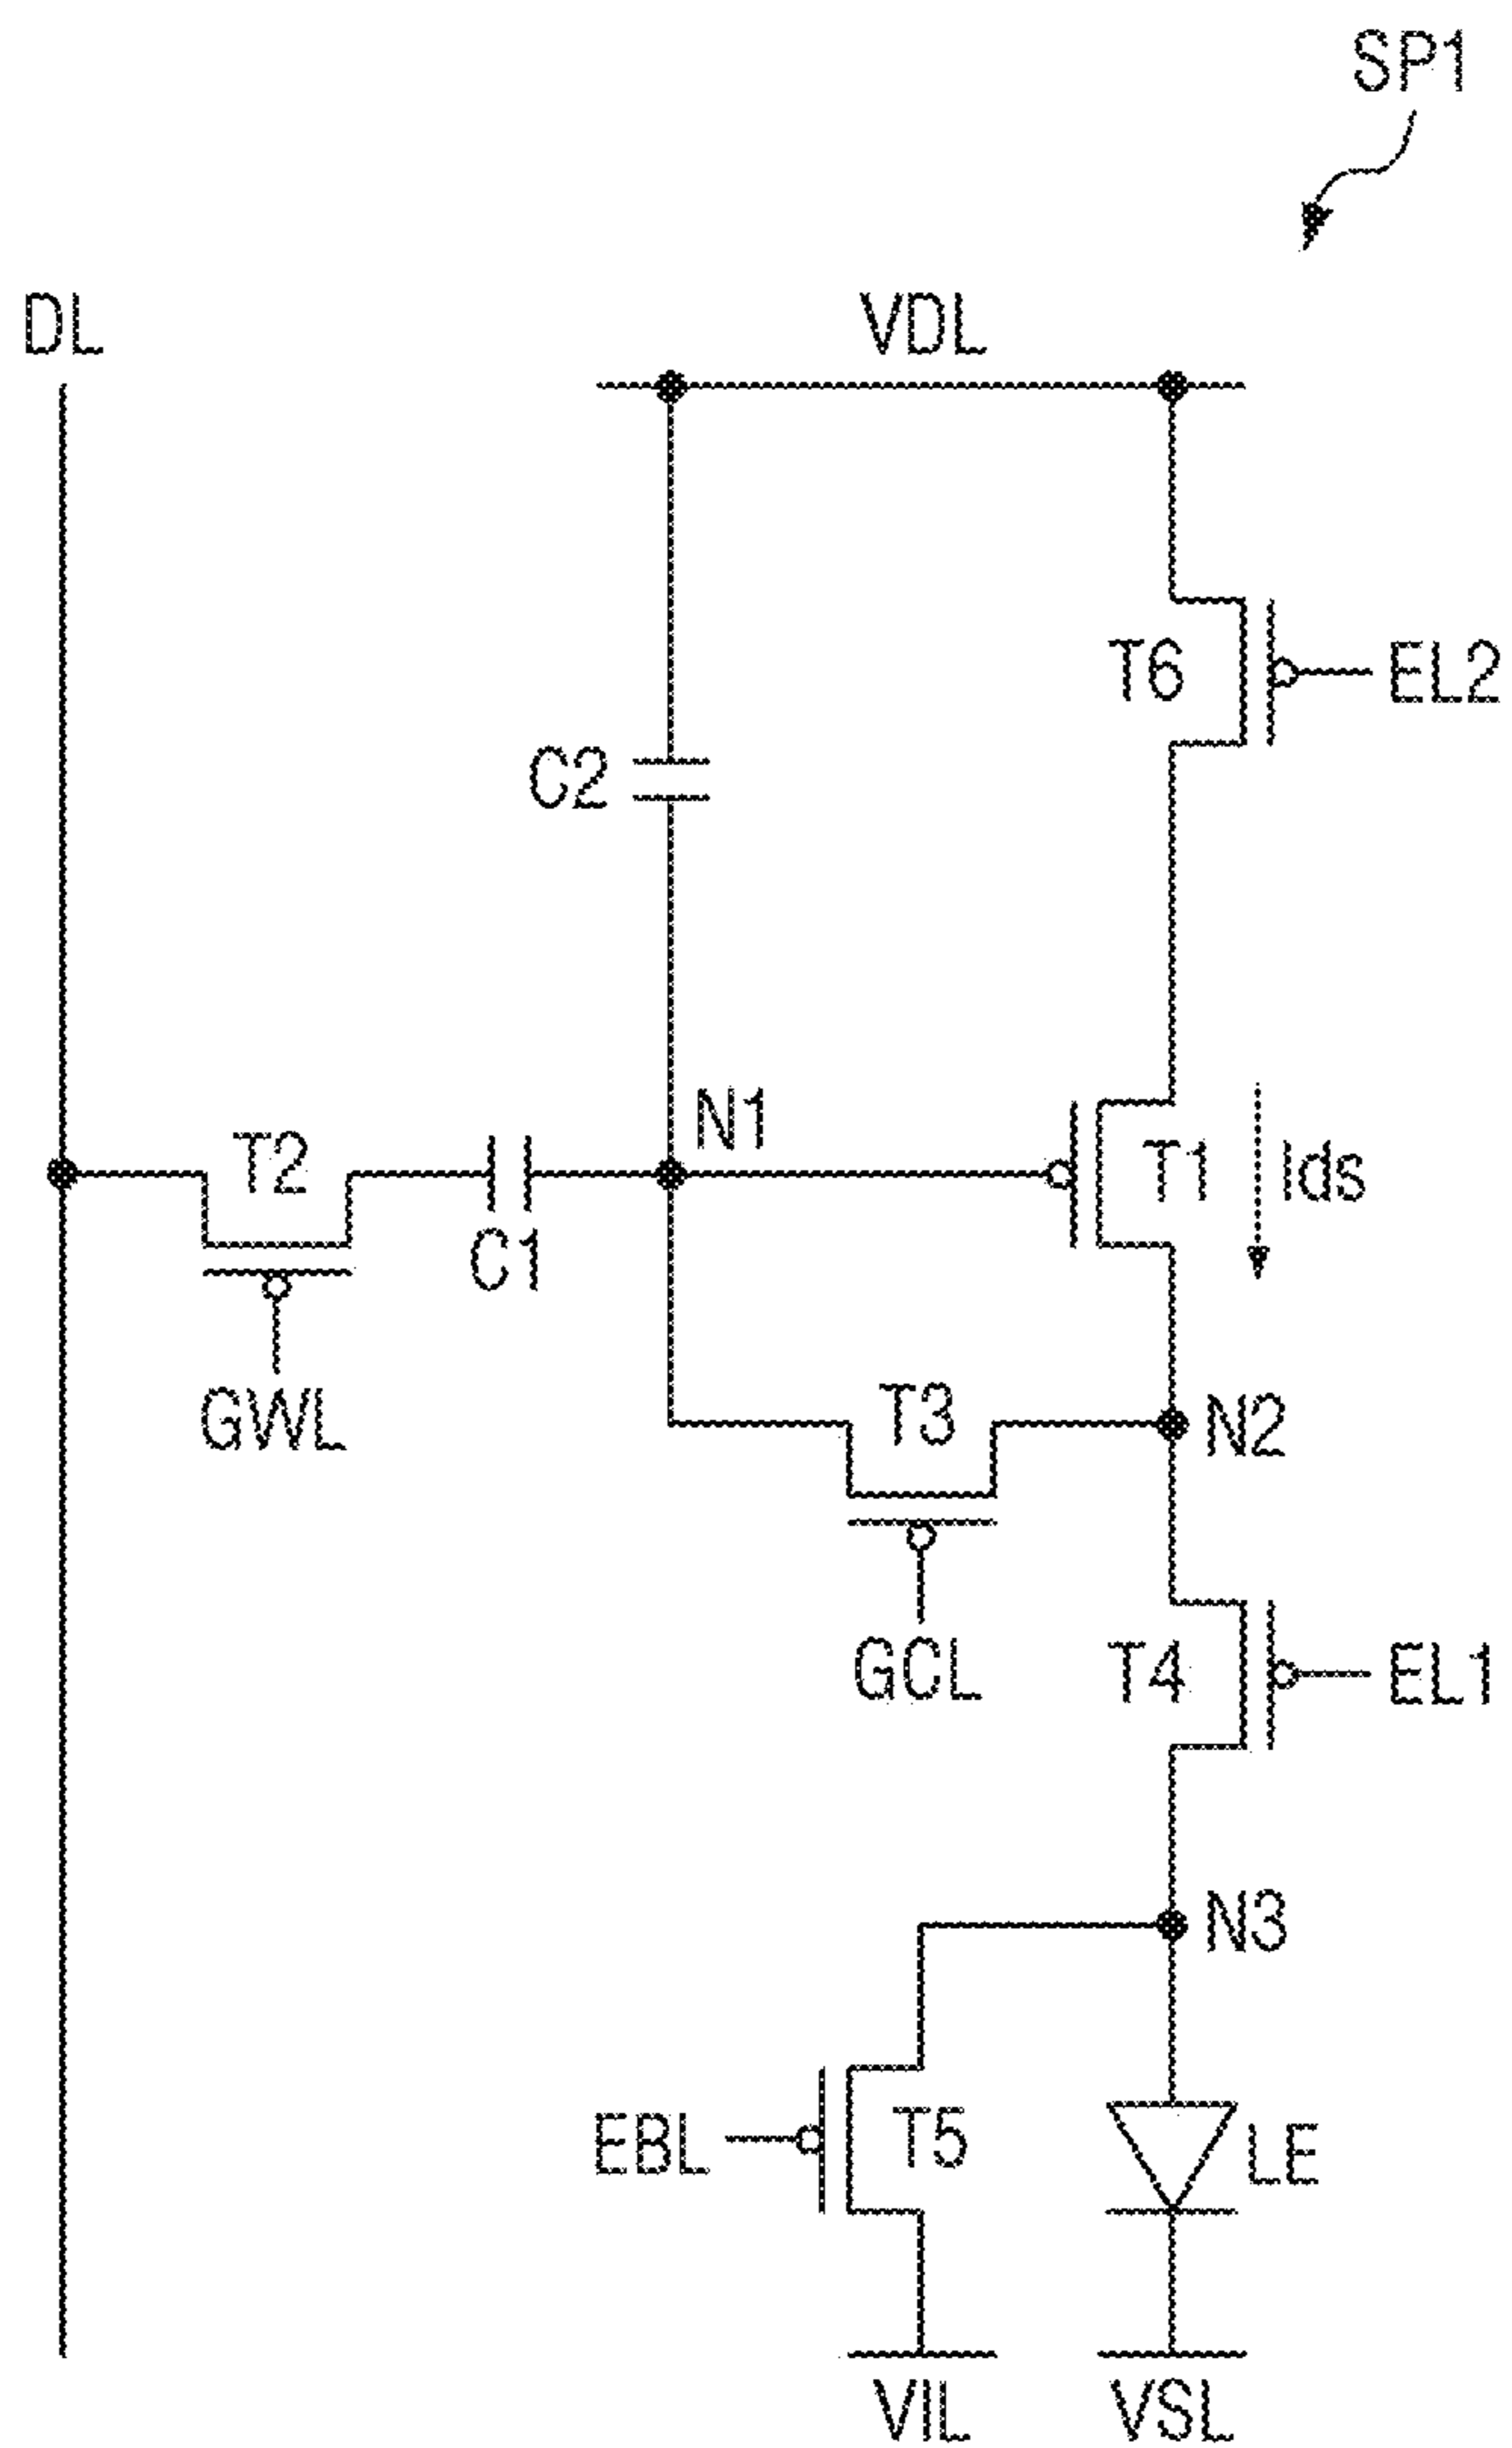 SP1
DL
VDL
T6
EL2
C2
N1
T2
T1
Ids
C1
GWL
T3
N2
GCL
T4
EL1
N3
EBL
T5
LE
VIL
VSL